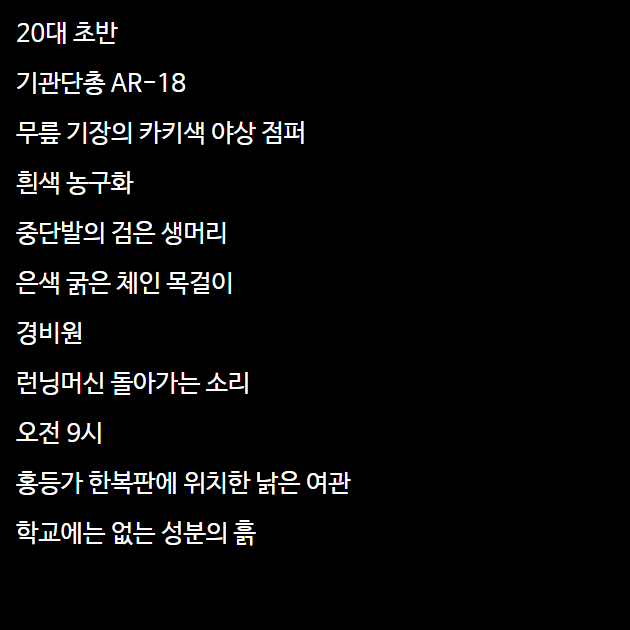 20대 초반
기관단총 AR-18
무릎 기장의 카키색 야상 점퍼
흰색 농구화
중단발의 검은 생머리
은색 굵은 체인 목걸이
경비원
런닝머신 돌아가는 소리
오전 9시
홍등가 한복판에 위치한 낡은 여관
학교에는 없는 성분의 흙